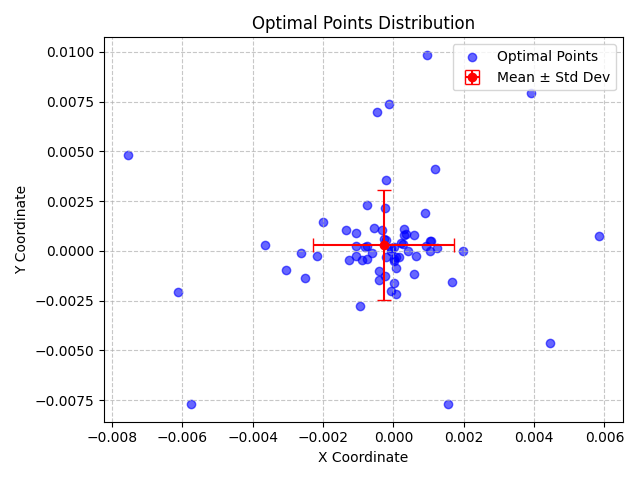 Optimal Points Distribution
Optimal Points
Mean ± Std Dev
Y Coordinate
0.0100
0.0075
0.0050
0.0025
0.0000
−0.0025
−0.0050
−0.0075
−0.008 −0.006 −0.004 −0.002 0.000 0.002 0.004 0.006
X Coordinate